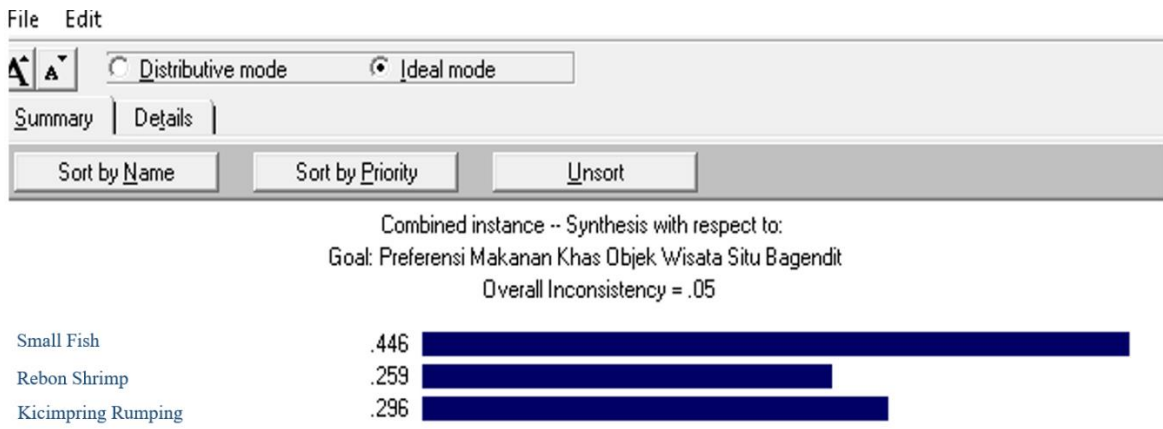 File Edit
A A Distributive mode Ideal mode
Summary Details
Sort by Name Sort by Priority Unsort
Combined instance -- Synthesis with respect to:
Goal: Preferensi Makanan Khas Objek Wisata Situ Bagendit
Overall Inconsistency = .05
Small Fish .446
Rebon Shrimp .259
Kicimpring Rumping .296